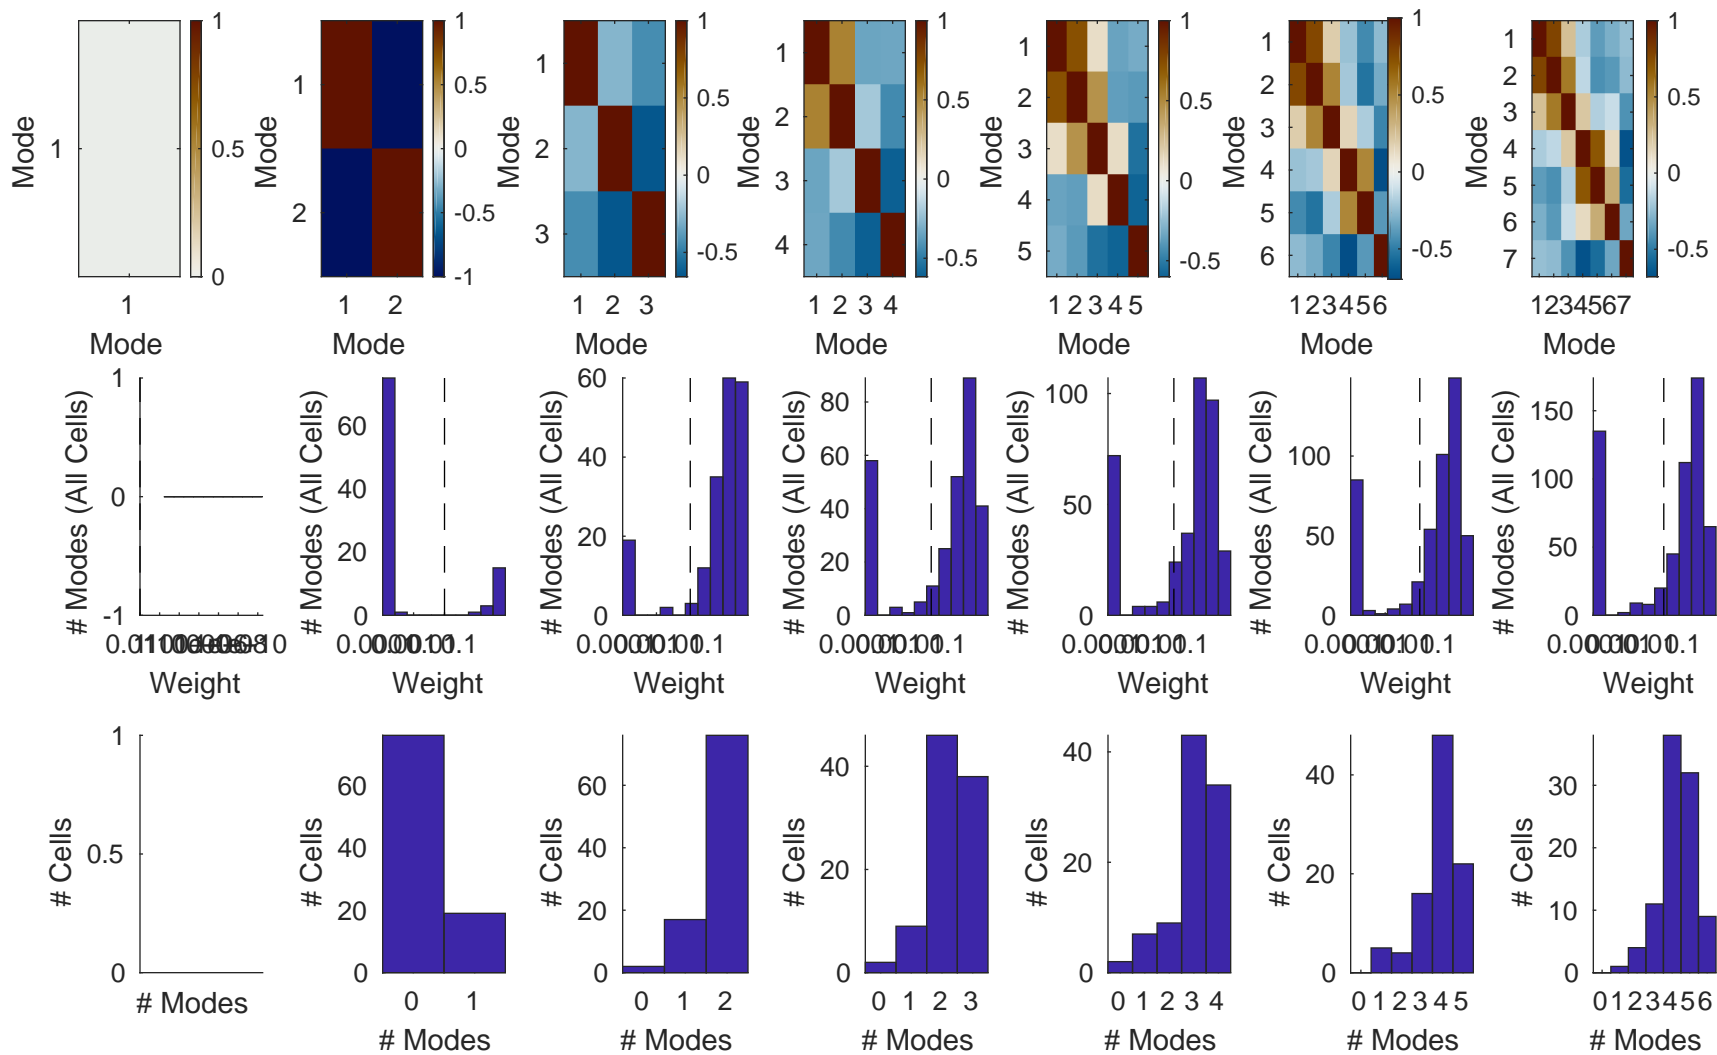 1
0.5
0
Mode
1
1
Mode
1
0.5
0
-0.5
-1
Mode
1
2
1 2
Mode
1
0.5
0
-0.5
Mode
1
2
3
1 2 3
Mode
1
0.5
0
-0.5
Mode
1
2
3
4
1 2 3 4
Mode
1
0.5
0
-0.5
Mode
1
2
3
4
5
1 2 3 4 5
Mode
1
0.5
0
-0.5
Mode
1
2
3
4
5
6
1 2 3 4 5 6
Mode
1
0.5
0
-0.5
Mode
1
2
3
4
5
6
7
1 2 3 4 5 6 7
Mode
# Modes (All Cells)
1
0
-1
Weight
# Modes (All Cells)
60
40
20
0
Weight
# Modes (All Cells)
60
40
20
0
Weight
# Modes (All Cells)
80
60
40
20
0
Weight
# Modes (All Cells)
100
50
0
Weight
# Modes (All Cells)
100
50
0
Weight
# Modes (All Cells)
150
100
50
0
Weight
# Cells
1
0.5
0
# Modes
# Cells
60
40
20
0
0 1
# Modes
# Cells
60
40
20
0
0 1 2
# Modes
# Cells
40
20
0
0 1 2 3
# Modes
# Cells
40
20
0
0 1 2 3 4
# Modes
# Cells
40
20
0
0 1 2 3 4 5
# Modes
# Cells
30
20
10
0
0 1 2 3 4 5 6
# Modes